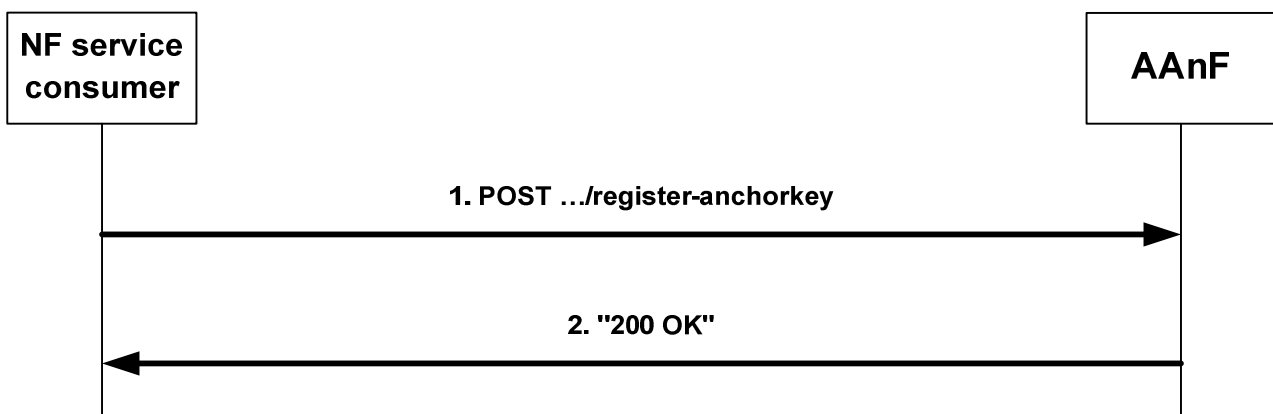 NF service
consumer
AAnF
1. POST …/register-anchorkey
2. "200 OK"